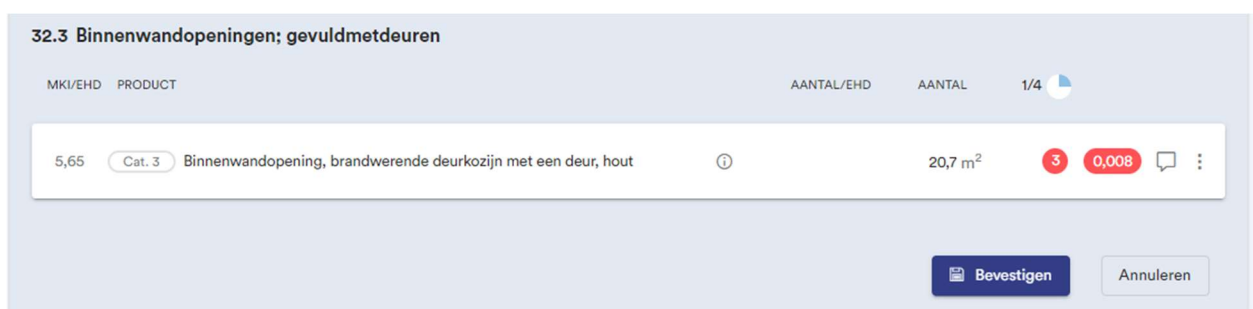 32.3 Binnenwandopeningen; gevuldmetdeuren
MKI/EHD PRODUCT AANTAL/EHD AANTAL 1/4
5,65 Cat. 3 Binnenwandopening, brandwerende deurkozijn met een deur, hout 20,7 m² 3 0,008
Bevestigen Annuleren